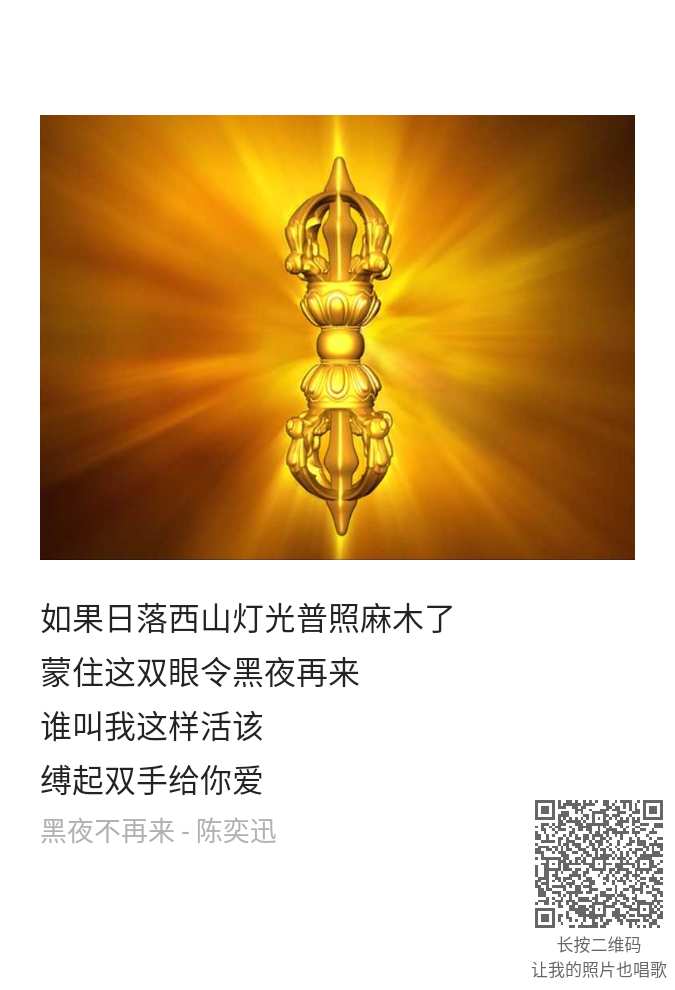 如果日落西山灯光普照麻木了
蒙住这双眼令黑夜再来
谁叫我这样活该
缚起双手给你爱
黑夜不再来 - 陈奕迅
长按二维码
让我的照片也唱歌